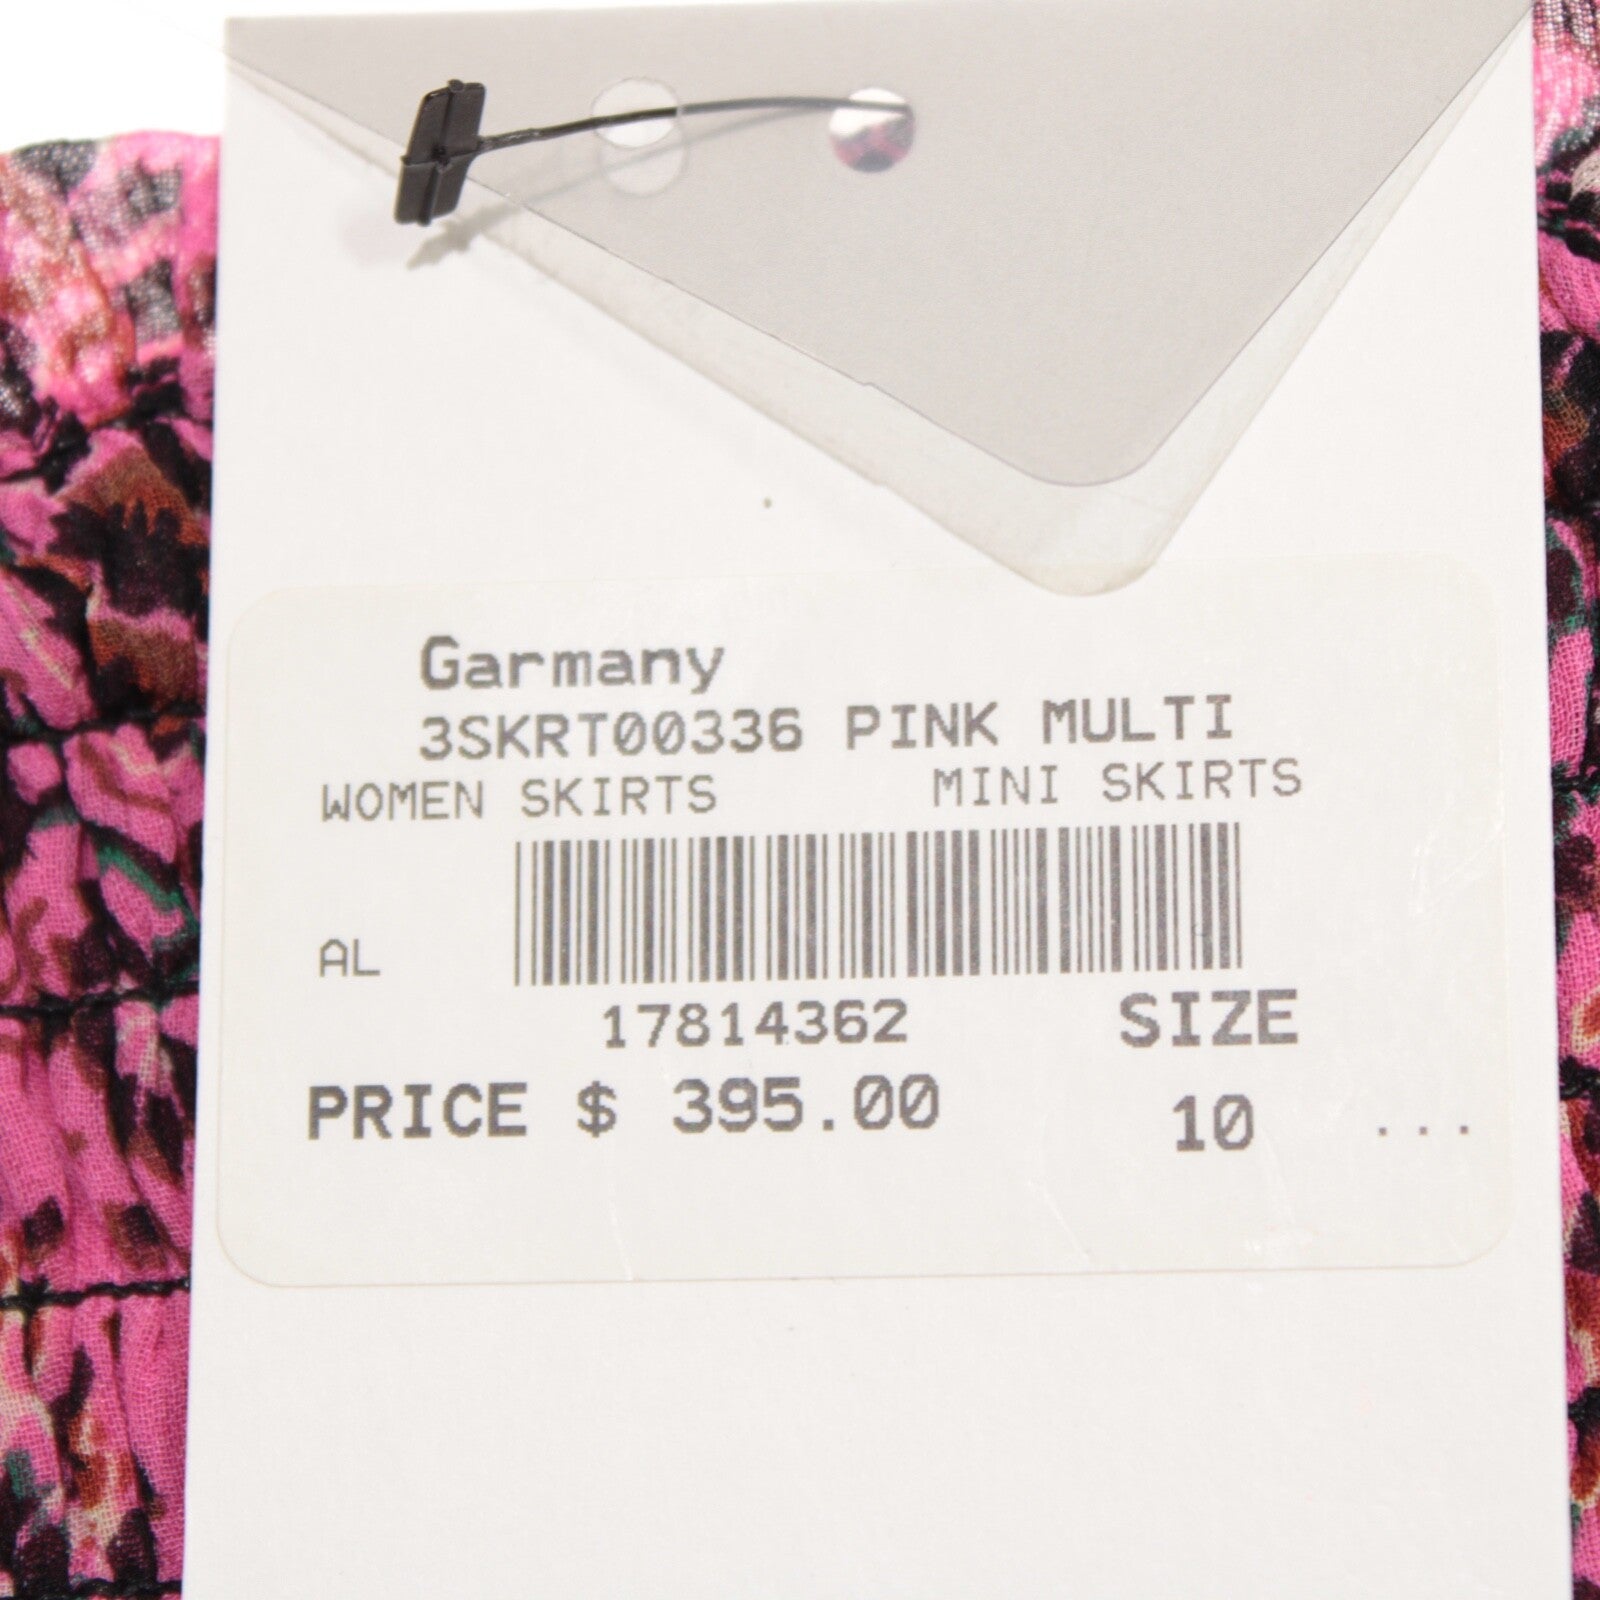 Garmany
3SKRT00336 PINK MULTI
WOMEN SKIRTS MINI SKIRTS
AL
17814362 SIZE
PRICE $ 395.00 10 ...